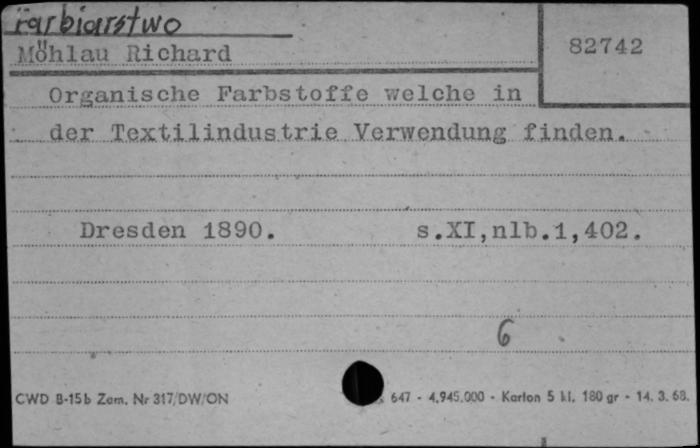 Farbiarstwo
Möhlau Richard
82742
Organische Farbstoffe welche in
der Textilindustrie Verwendung finden.
Dresden 1890. s.XI,nlb.1,402.
6
CWD B-15b Zam. Nr 317/DW/ON 647 - 4.945.000 - Karton 5 kl. 180 gr - 14. 3. 68.